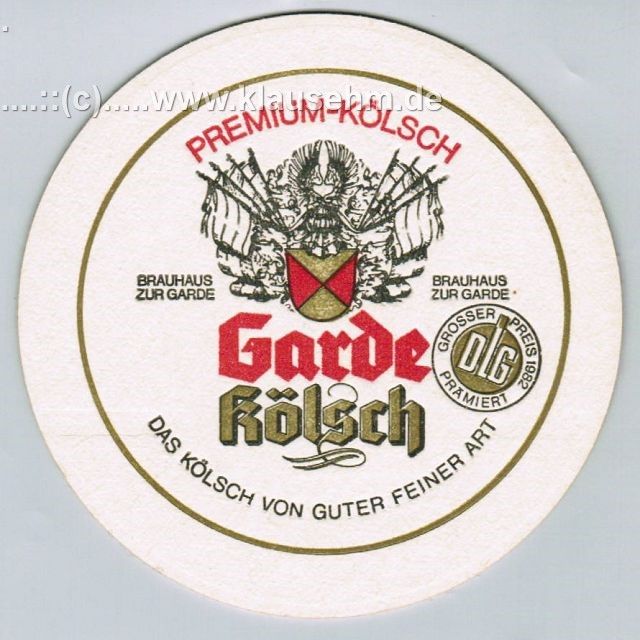 .
.....::(c).....www.klausehm.de
PREMIUM-KÖLSCH
BRAUHAUS
ZUR GARDE
BRAUHAUS
ZUR GARDE
Garde
Kölsch
GROSSER PREIS 1982
DLG
PRÄMIERT
DAS KÖLSCH VON GUTER FEINER ART